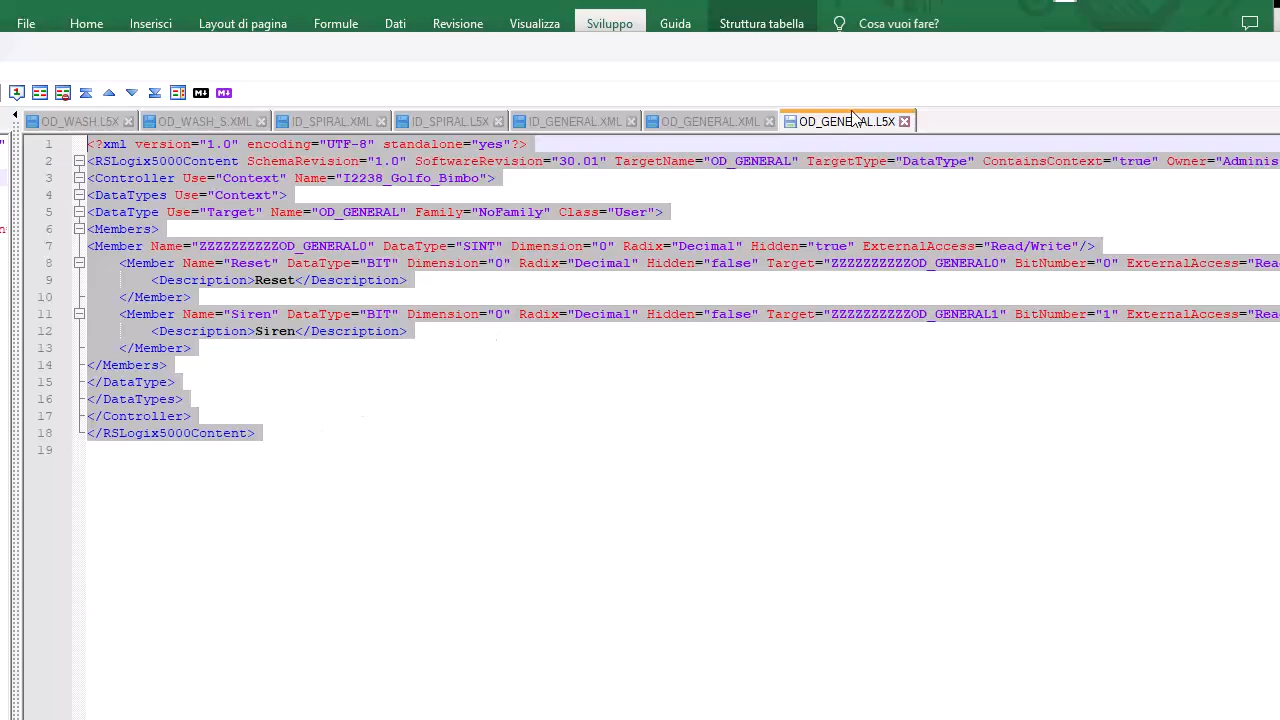 File Home Inserisci Layout di pagina Formule Dati Revisione Visualizza Sviluppo Guida Struttura tabella Cosa vuoi fare?
OD_WASH.L5X OD_WASH_S.XML ID_SPIRAL.XML ID_SPIRAL.L5X ID_GENERAL.XML OD_GENERAL.XML OD_GENERAL.L5X
1 <?xml version="1.0" encoding="UTF-8" standalone="yes"?>
2 <RSLogix5000Content SchemaRevision="1.0" SoftwareRevision="30.01" TargetName="OD_GENERAL" TargetType="DataType" ContainsContext="true" Owner="Adminis
3 <Controller Use="Context" Name="I2238_Golfo_Bimbo">
4 <DataTypes Use="Context">
5 <DataType Use="Target" Name="OD_GENERAL" Family="NoFamily" Class="User">
6 <Members>
7 <Member Name="ZZZZZZZZZZOD_GENERAL0" DataType="SINT" Dimension="0" Radix="Decimal" Hidden="true" ExternalAccess="Read/Write"/>
8 <Member Name="Reset" DataType="BIT" Dimension="0" Radix="Decimal" Hidden="false" Target="ZZZZZZZZZZOD_GENERAL0" BitNumber="0" ExternalAccess="Rea
9 <Description>Reset</Description>
10 </Member>
11 <Member Name="Siren" DataType="BIT" Dimension="0" Radix="Decimal" Hidden="false" Target="ZZZZZZZZZZOD_GENERAL1" BitNumber="1" ExternalAccess="Rea
12 <Description>Siren</Description>
13 </Member>
14 </Members>
15 </DataType>
16 </DataTypes>
17 </Controller>
18 </RSLogix5000Content>
19